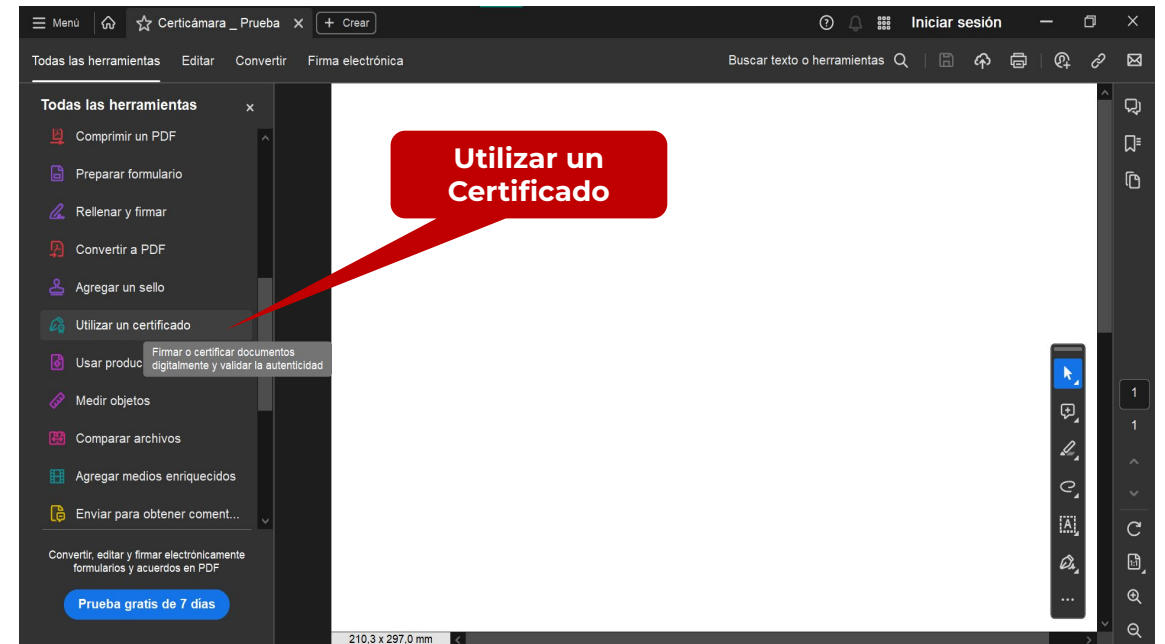 Menú
Certicámara _ Prueba
Crear
Iniciar sesión
Todas las herramientas
Editar
Convertir
Firma electrónica
Buscar texto o herramientas
Todas las herramientas
Comprimir un PDF
Preparar formulario
Rellenar y firmar
Convertir a PDF
Agregar un sello
Utilizar un certificado
Firmar o certificar documentos
digitalmente y validar la autenticidad
Usar produc
Medir objetos
Comparar archivos
Agregar medios enriquecidos
Enviar para obtener coment...
Convertir, editar y firmar electrónicamente
formularios y acuerdos en PDF
Prueba gratis de 7 días
Utilizar un
Certificado
210,3 x 297,0 mm
1
1